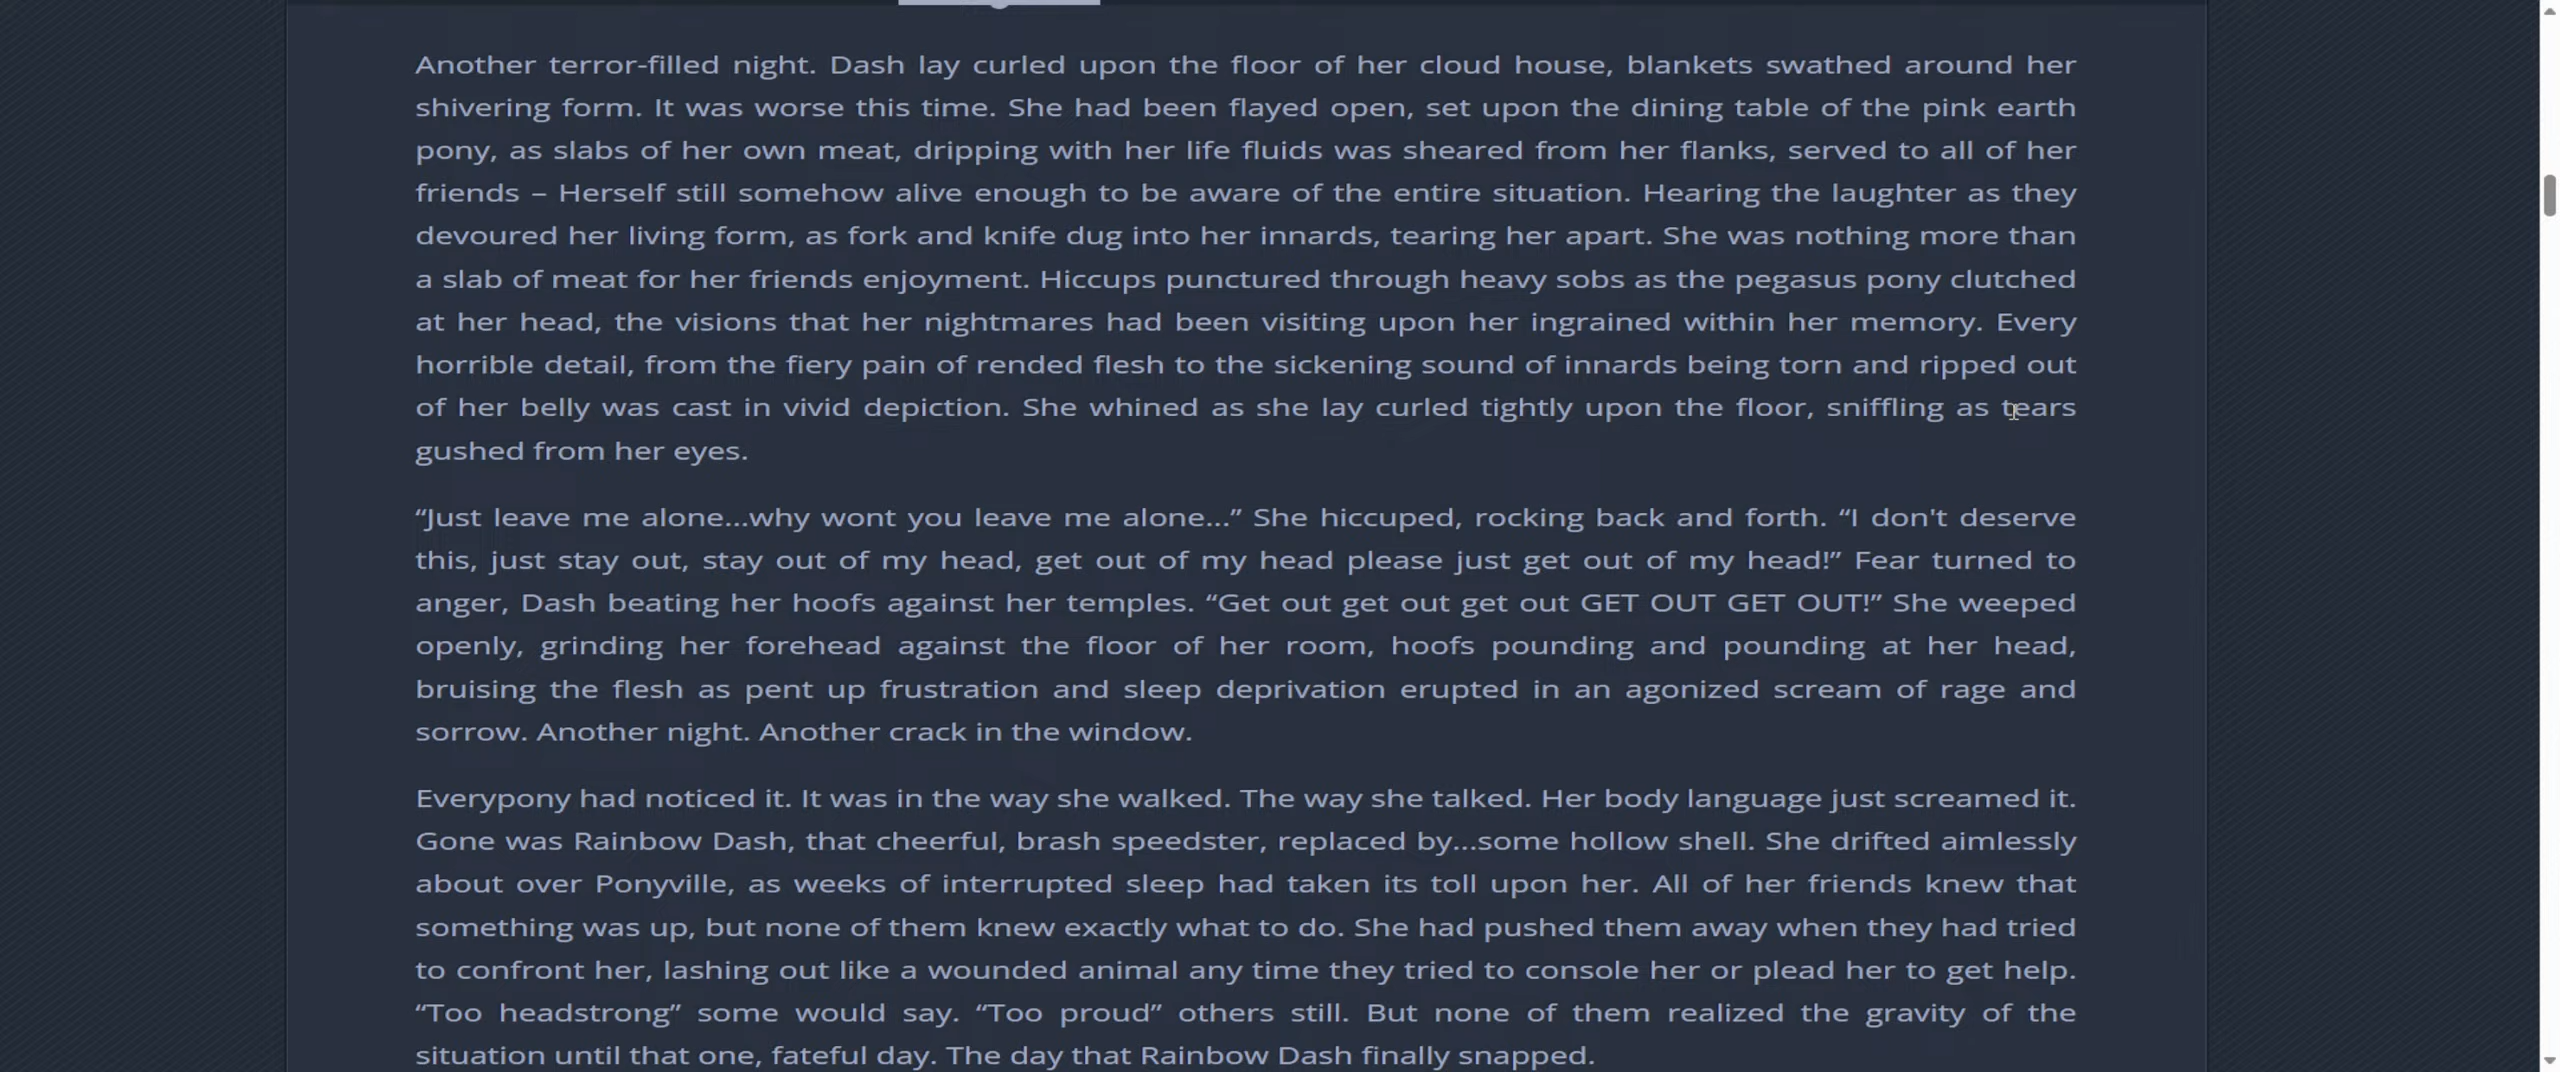 Another terror-filled night. Dash lay curled upon the floor of her cloud house, blankets swathed around her
shivering form. It was worse this time. She had been flayed open, set upon the dining table of the pink earth
pony, as slabs of her own meat, dripping with her life fluids was sheared from her flanks, served to all of her
friends – Herself still somehow alive enough to be aware of the entire situation. Hearing the laughter as they
devoured her living form, as fork and knife dug into her innards, tearing her apart. She was nothing more than
a slab of meat for her friends enjoyment. Hiccups punctured through heavy sobs as the pegasus pony clutched
at her head, the visions that her nightmares had been visiting upon her ingrained within her memory. Every
horrible detail, from the fiery pain of rended flesh to the sickening sound of innards being torn and ripped out
of her belly was cast in vivid depiction. She whined as she lay curled tightly upon the floor, sniffling as tears
gushed from her eyes.
“Just leave me alone...why wont you leave me alone...” She hiccuped, rocking back and forth. “I don't deserve
this, just stay out, stay out of my head, get out of my head please just get out of my head!” Fear turned to
anger, Dash beating her hoofs against her temples. “Get out get out get out GET OUT GET OUT!” She weeped
openly, grinding her forehead against the floor of her room, hoofs pounding and pounding at her head,
bruising the flesh as pent up frustration and sleep deprivation erupted in an agonized scream of rage and
sorrow. Another night. Another crack in the window.
Everypony had noticed it. It was in the way she walked. The way she talked. Her body language just screamed it.
Gone was Rainbow Dash, that cheerful, brash speedster, replaced by...some hollow shell. She drifted aimlessly
about over Ponyville, as weeks of interrupted sleep had taken its toll upon her. All of her friends knew that
something was up, but none of them knew exactly what to do. She had pushed them away when they had tried
to confront her, lashing out like a wounded animal any time they tried to console her or plead her to get help.
“Too headstrong” some would say. “Too proud” others still. But none of them realized the gravity of the
situation until that one, fateful day. The day that Rainbow Dash finally snapped.